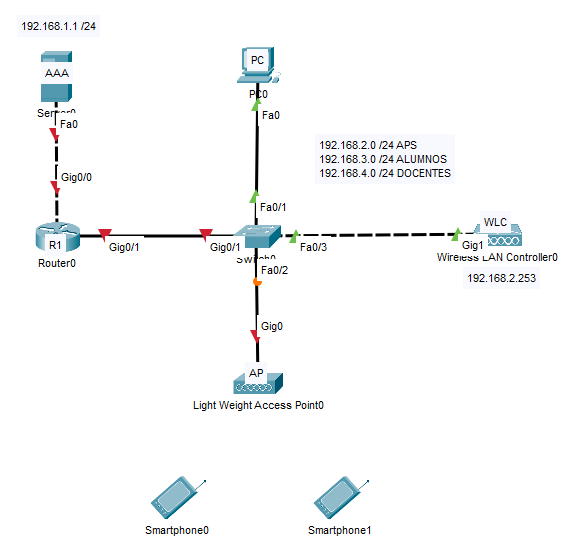 192.168.1.1 /24
AAA
Server0
Fa0
Gig0/0
R1
Router0
Gig0/1
PC
PC0
Fa0
Fa0/1
Gig0/1
Switch0
Fa0/3
Fa0/2
192.168.2.0 /24 APS
192.168.3.0 /24 ALUMNOS
192.168.4.0 /24 DOCENTES
WLC
Gig1
Wireless LAN Controller0
192.168.2.253
Gig0
AP
Light Weight Access Point0
Smartphone0
Smartphone1